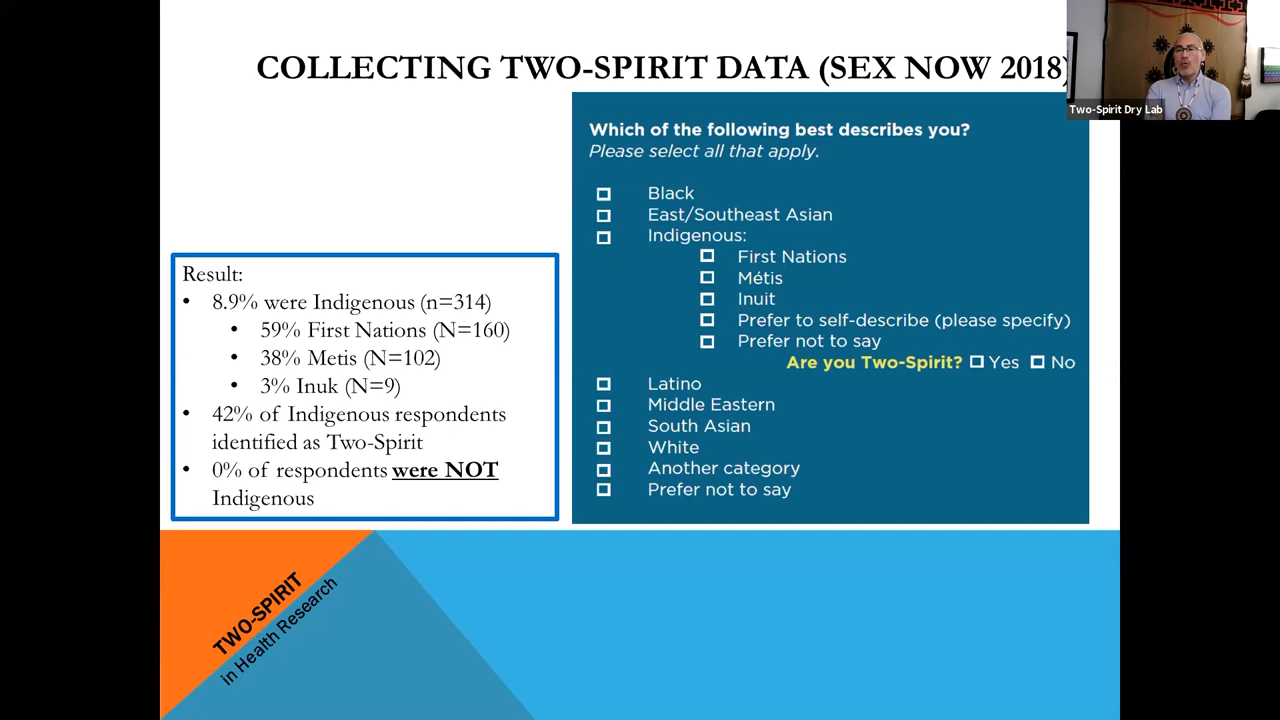 COLLECTING TWO-SPIRIT DATA (SEX NOW 2018)
Two-Spirit Dry Lab
Result:
• 8.9% were Indigenous (n=314)
• 59% First Nations (N=160)
• 38% Metis (N=102)
• 3% Inuk (N=9)
• 42% of Indigenous respondents
identified as Two-Spirit
• 0% of respondents were NOT
Indigenous
Which of the following best describes you?
Please select all that apply.
Black
East/Southeast Asian
Indigenous:
First Nations
Métis
Inuit
Prefer to self-describe (please specify)
Prefer not to say
Are you Two-Spirit? Yes No
Latino
Middle Eastern
South Asian
White
Another category
Prefer not to say
TWO-SPIRIT
in Health Research